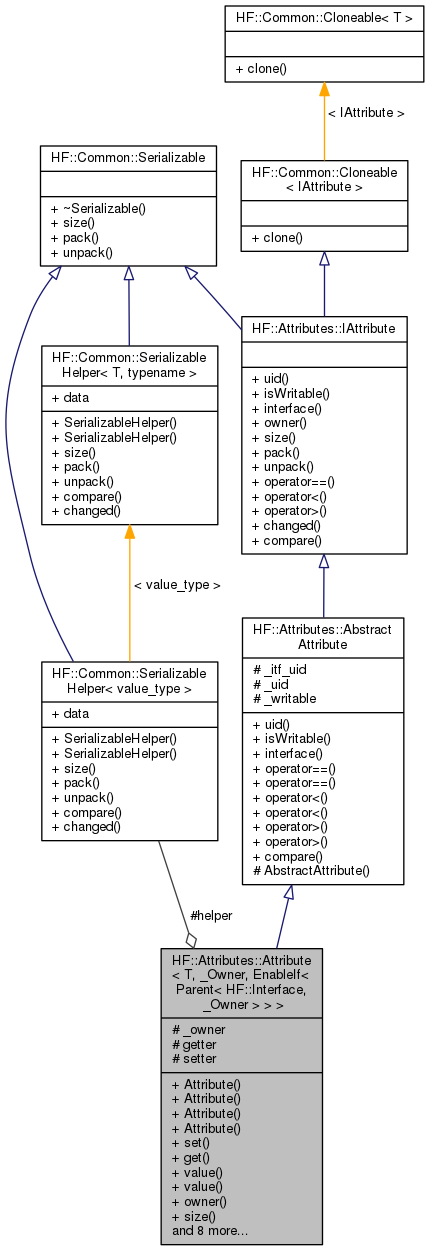 HF::Common::Cloneable< T >
+ clone()
< IAttribute >
HF::Common::Serializable
+ ~Serializable()
+ size()
+ pack()
+ unpack()
HF::Common::Cloneable
< IAttribute >
+ clone()
HF::Common::Serializable
Helper< T, typename >
+ data
+ SerializableHelper()
+ SerializableHelper()
+ size()
+ pack()
+ unpack()
+ compare()
+ changed()
HF::Attributes::IAttribute
+ uid()
+ isWritable()
+ interface()
+ owner()
+ size()
+ pack()
+ unpack()
+ operator==()
+ operator<()
+ operator>()
+ changed()
+ compare()
< value_type >
HF::Common::Serializable
Helper< value_type >
+ data
+ SerializableHelper()
+ SerializableHelper()
+ size()
+ pack()
+ unpack()
+ compare()
+ changed()
HF::Attributes::Abstract
Attribute
# _itf_uid
# _uid
# _writable
+ uid()
+ isWritable()
+ interface()
+ operator==()
+ operator==()
+ operator<()
+ operator<()
+ operator>()
+ operator>()
+ compare()
# AbstractAttribute()
#helper
HF::Attributes::Attribute
< T, _Owner, EnableIf<
Parent< HF::Interface,
_Owner > > >
# _owner
# getter
# setter
+ Attribute()
+ Attribute()
+ Attribute()
+ Attribute()
+ set()
+ get()
+ value()
+ value()
+ owner()
+ size()
and 8 more...